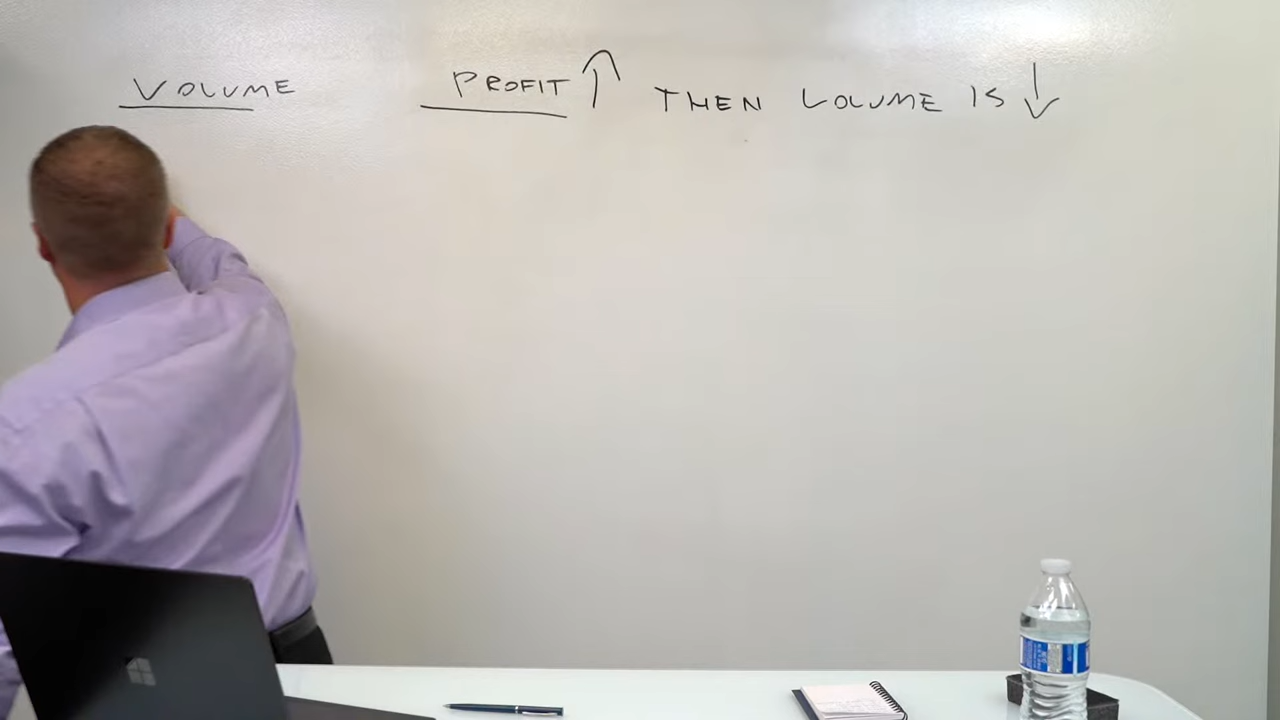 VOLUME PROFIT ↑ THEN VOLUME IS ↓